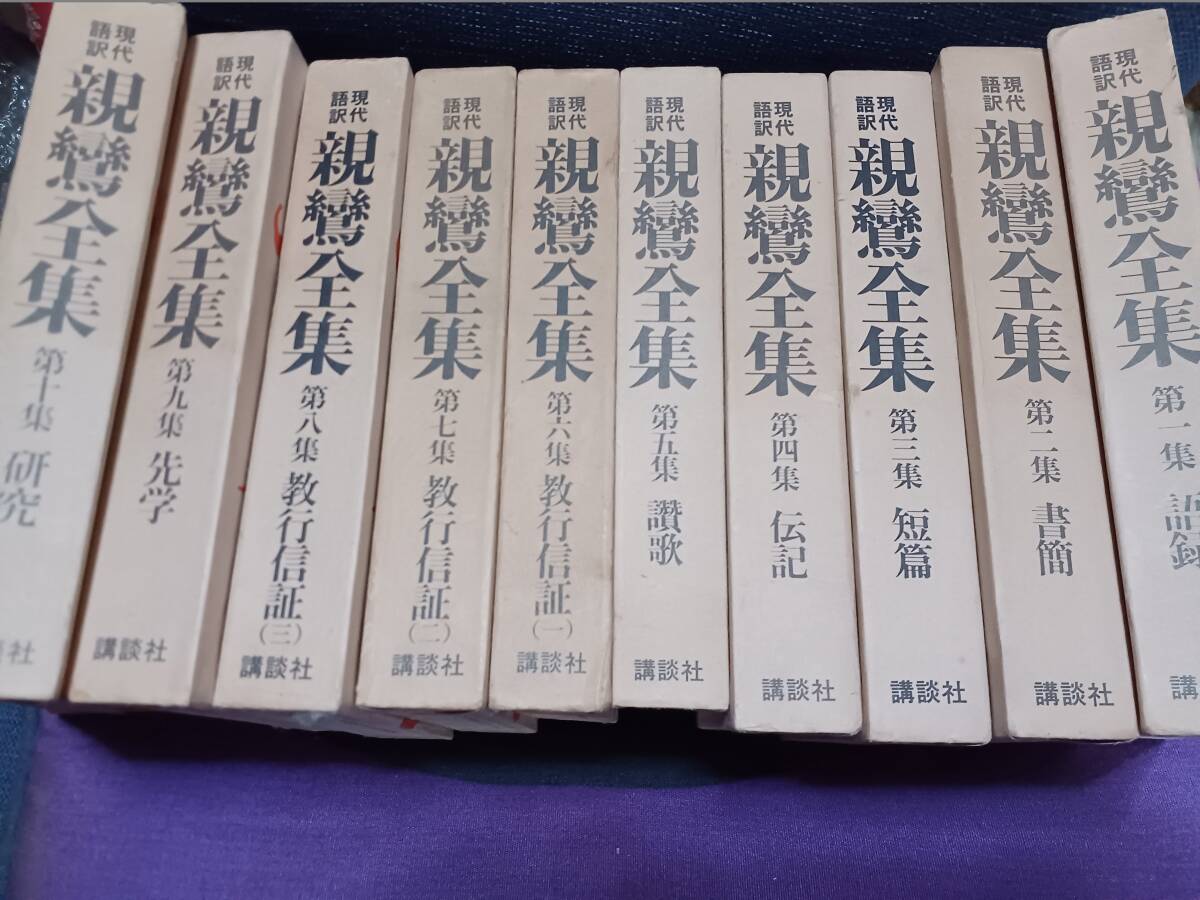 現代語訳
親鸞全集
第一集 語録
講
現代語訳
親鸞全集
第二集 書簡
講談社
現代語訳
親鸞全集
第三集 短篇
講談社
現代語訳
親鸞全集
第四集 伝記
講談社
現代語訳
親鸞全集
第五集 讃歌
講談社
現代語訳
親鸞全集
第六集 教行信証(一)
講談社
現代語訳
親鸞全集
第七集 教行信証(二)
講談社
現代語訳
親鸞全集
第八集 教行信証(三)
講談社
現代語訳
親鸞全集
第九集 先学
講談社
現代語訳
親鸞全集
第十集 研究
社